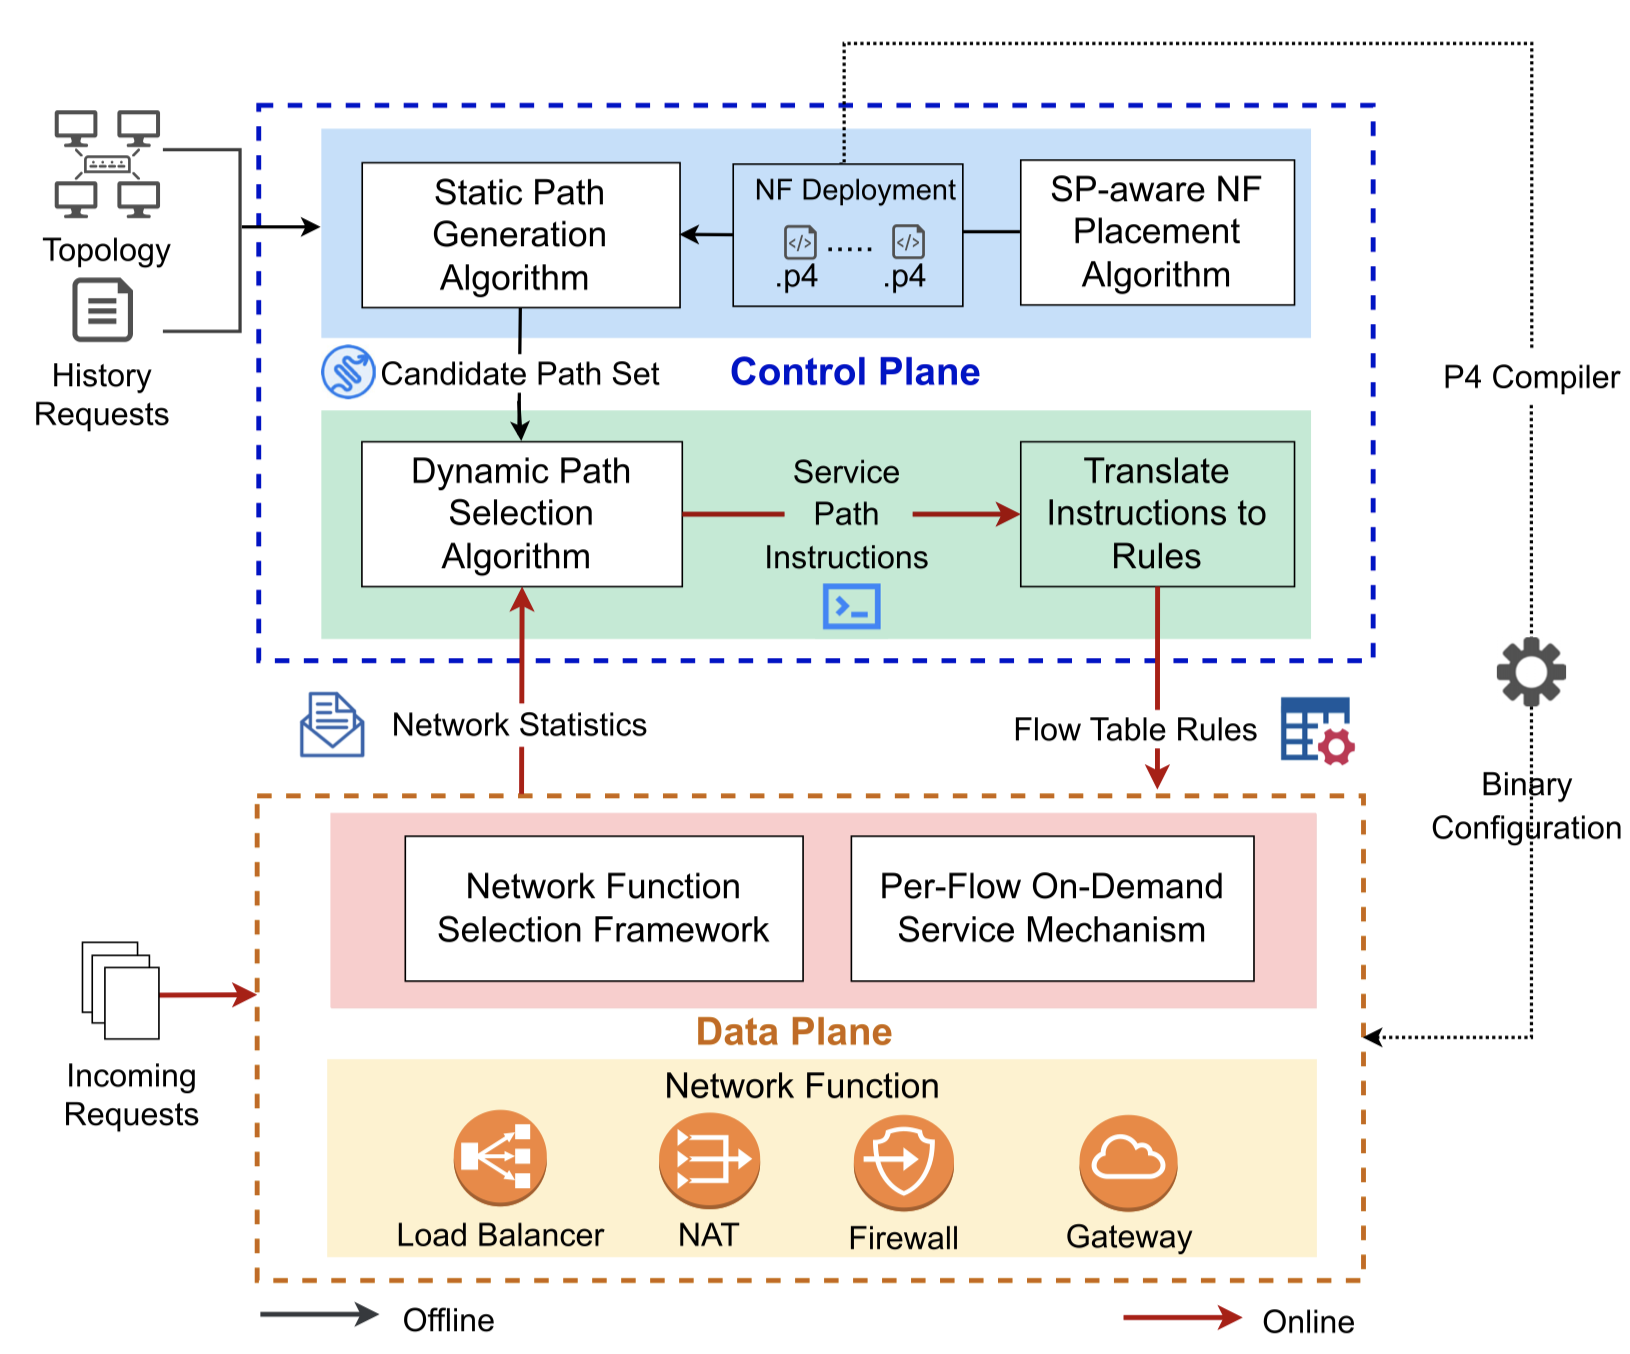 Topology
History
Requests
Static Path
Generation
Algorithm
NF Deployment
</>
.....
</>
.p4
.p4
SP-aware NF
Placement
Algorithm
Candidate Path Set
Control Plane
P4 Compiler
Dynamic Path
Selection
Algorithm
Service
Path
Instructions
Translate
Instructions to
Rules
Network Statistics
Flow Table Rules
Binary
Configuration
Network Function
Selection Framework
Per-Flow On-Demand
Service Mechanism
Data Plane
Incoming
Requests
Network Function
Load Balancer
NAT
Firewall
Gateway
Offline
Online